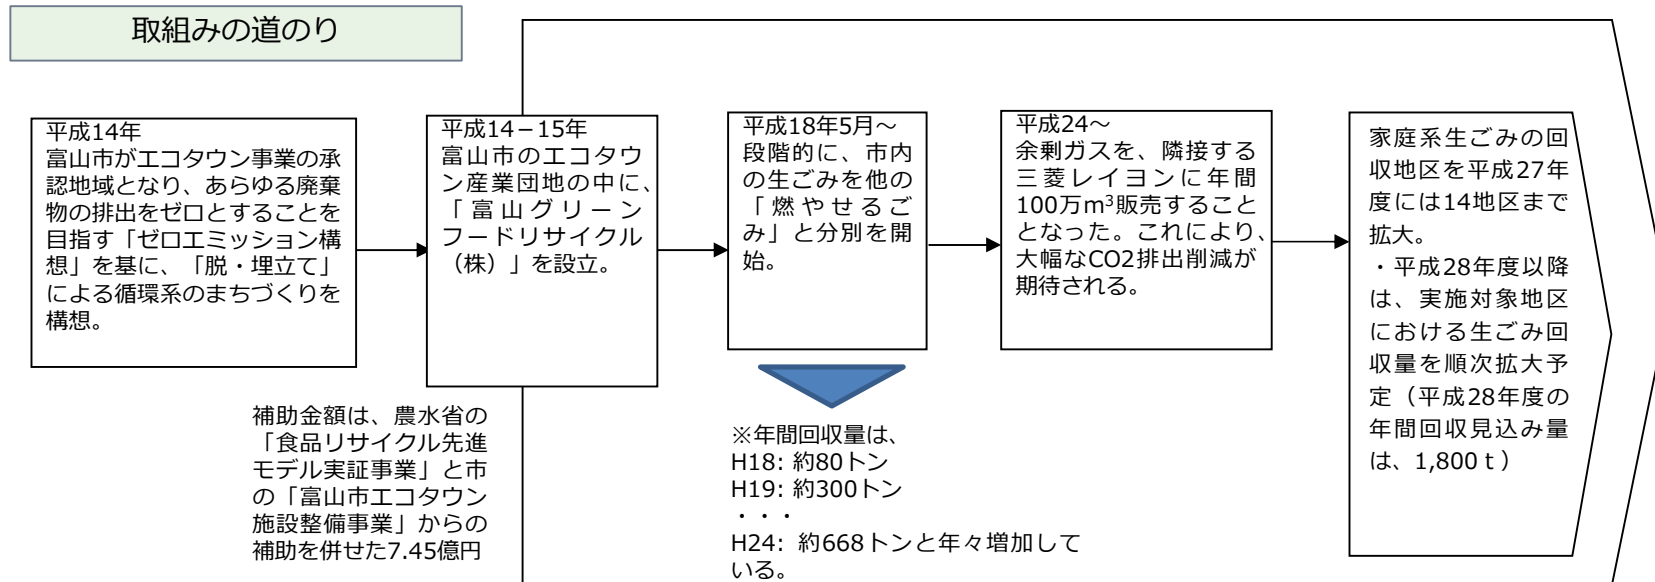 取組みの道のり
平成14年
富山市がエコタウン事業の承
認地域となり、あらゆる廃棄
物の排出をゼロとすることを
目指す「ゼロエミッション構
想」を基に、「脱・埋立て」
による循環系のまちづくりを
構想。
平成14－15年
富山市のエコタウ
ン産業団地の中に、
「富山グリーン
フードリサイクル
（株）」を設立。
補助金額は、農水省の
「食品リサイクル先進
モデル実証事業」と市
の「富山市エコタウン
施設整備事業」からの
補助を併せた7.45億円
平成18年5月～
段階的に、市内
の生ごみを他の
「燃やせるご
み」と分別を開
始。
※年間回収量は、
H18: 約80トン
H19: 約300トン
・・・
H24: 約668トンと年々増加して
いる。
平成24～
余剰ガスを、隣接する
三菱レイヨンに年間
100万m³販売すること
となった。これにより、
大幅なCO2排出削減が
期待される。
家庭系生ごみの回
収地区を平成27年
度には14地区まで
拡大。
・平成28年度以降
は、実施対象地区
における生ごみ回
収量を順次拡大予
定（平成28年度の
年間回収見込み量
は、1,800ｔ）